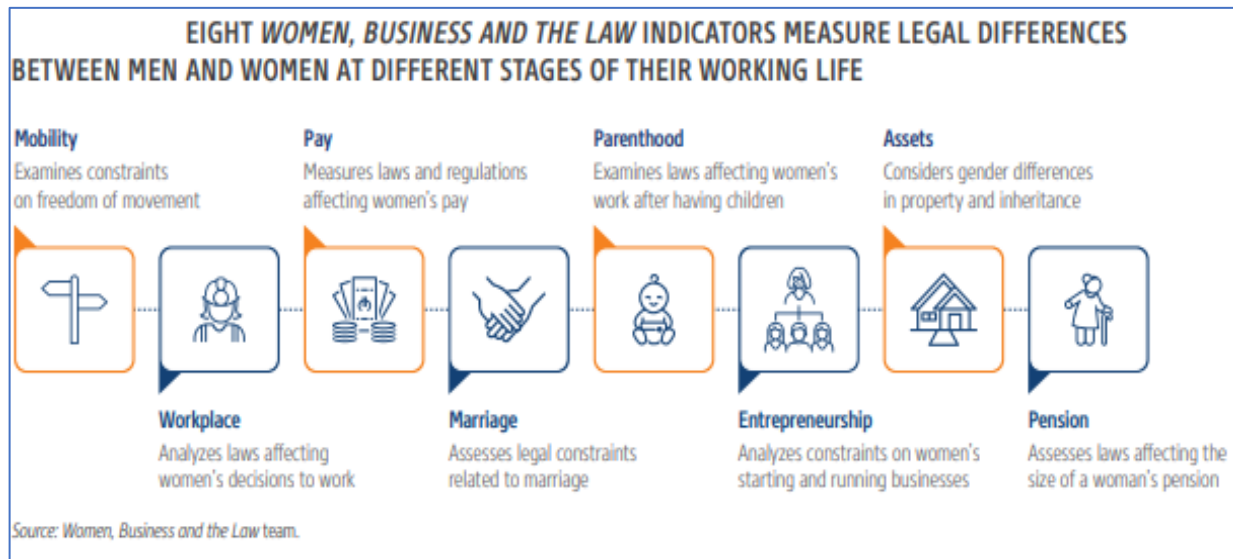 EIGHT WOMEN, BUSINESS AND THE LAW INDICATORS MEASURE LEGAL DIFFERENCES
BETWEEN MEN AND WOMEN AT DIFFERENT STAGES OF THEIR WORKING LIFE
Mobility
Examines constraints
on freedom of movement
Pay
Measures laws and regulations
affecting women's pay
Parenthood
Examines laws affecting women's
work after having children
Assets
Considers gender differences
in property and inheritance
Workplace
Analyzes laws affecting
women's decisions to work
Marriage
Assesses legal constraints
related to marriage
Entrepreneurship
Analyzes constraints on women's
starting and running businesses
Pension
Assesses laws affecting the
size of a woman's pension
Source: Women, Business and the Law team.